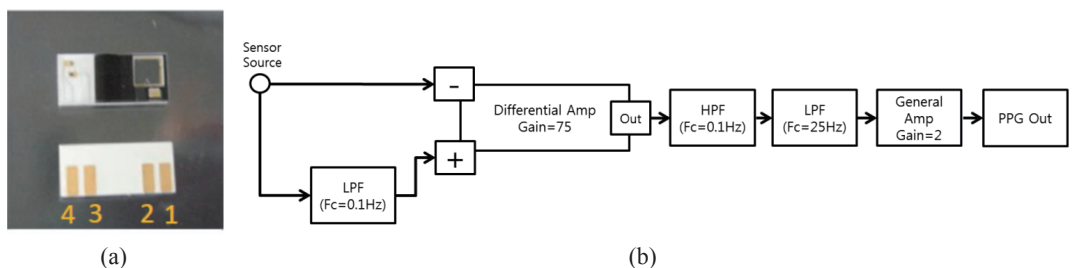 4 3 2 1
(a)
Sensor
Source
-
+
Differential Amp
Gain=75
Out
LPF
(Fc=0.1Hz)
HPF
(Fc=0.1Hz)
LPF
(Fc=25Hz)
General
Amp
Gain=2
PPG Out
(b)